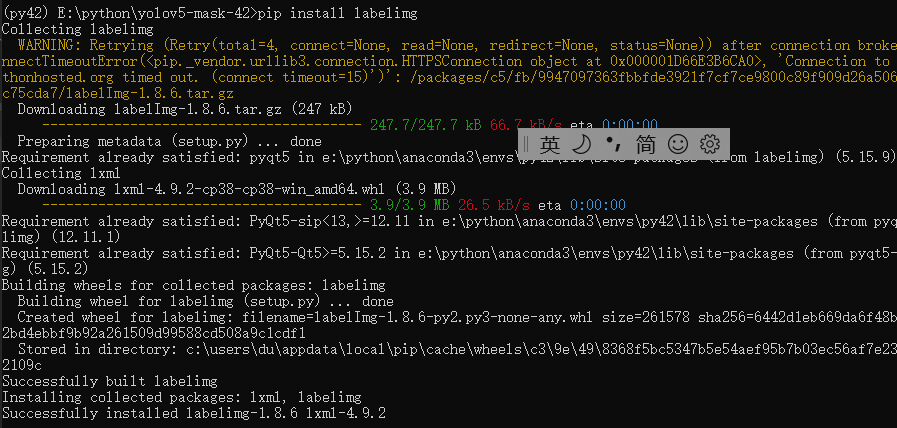 (py42) E:\python\yolov5-mask-42>pip install labelimg
Collecting labelimg
WARNING: Retrying (Retry(total=4, connect=None, read=None, redirect=None, status=None)) after connection broke
nnectTimeoutError(<pip._vendor.urllib3.connection.HTTPSConnection object at 0x000001D66E3B6CA0>, 'Connection to
thonhosted.org timed out. (connect timeout=15)')': /packages/c5/fb/9947097363fbbfde3921f7cf7ce9800c89f909d26a506
c75cda7/labelImg-1.8.6.tar.gz
Downloading labelImg-1.8.6.tar.gz (247 kB)
---------------------------------------- 247.7/247.7 kB 66.7 kB/s eta 0:00:00
Preparing metadata (setup.py) ... done
英 简
Requirement already satisfied: pyqt5 in e:\python\anaconda3\envs\py42\lib\site-packages (from labelimg) (5.15.9)
Collecting lxml
Downloading lxml-4.9.2-cp38-cp38-win_amd64.whl (3.9 MB)
---------------------------------------- 3.9/3.9 MB 26.5 kB/s eta 0:00:00
Requirement already satisfied: PyQt5-sip<13,>=12.11 in e:\python\anaconda3\envs\py42\lib\site-packages (from pyq
limg) (12.11.1)
Requirement already satisfied: PyQt5-Qt5>=5.15.2 in e:\python\anaconda3\envs\py42\lib\site-packages (from pyqt5-
g) (5.15.2)
Building wheels for collected packages: labelimg
Building wheel for labelimg (setup.py) ... done
Created wheel for labelimg: filename=labelImg-1.8.6-py2.py3-none-any.whl size=261578 sha256=6442d1eb669da6f48b
2bd4ebbf9b92a261509d99588cd508a9c1cdf1
Stored in directory: c:\users\du\appdata\local\pip\cache\wheels\c3\9e\49\8368f5bc5347b5e54aef95b7b03ec56af7e23
2109c
Successfully built labelimg
Installing collected packages: lxml, labelimg
Successfully installed labelimg-1.8.6 lxml-4.9.2